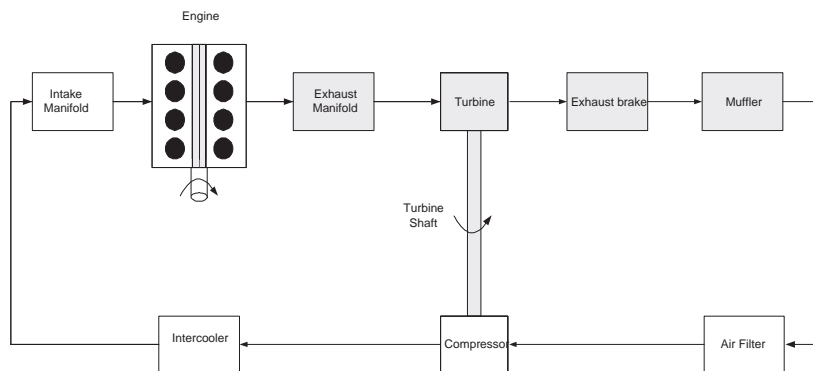 Engine
Intake
Manifold
Exhaust
Manifold
Turbine
Exhaust brake
Muffler
Turbine
Shaft
Intercooler
Compressor
Air Filter